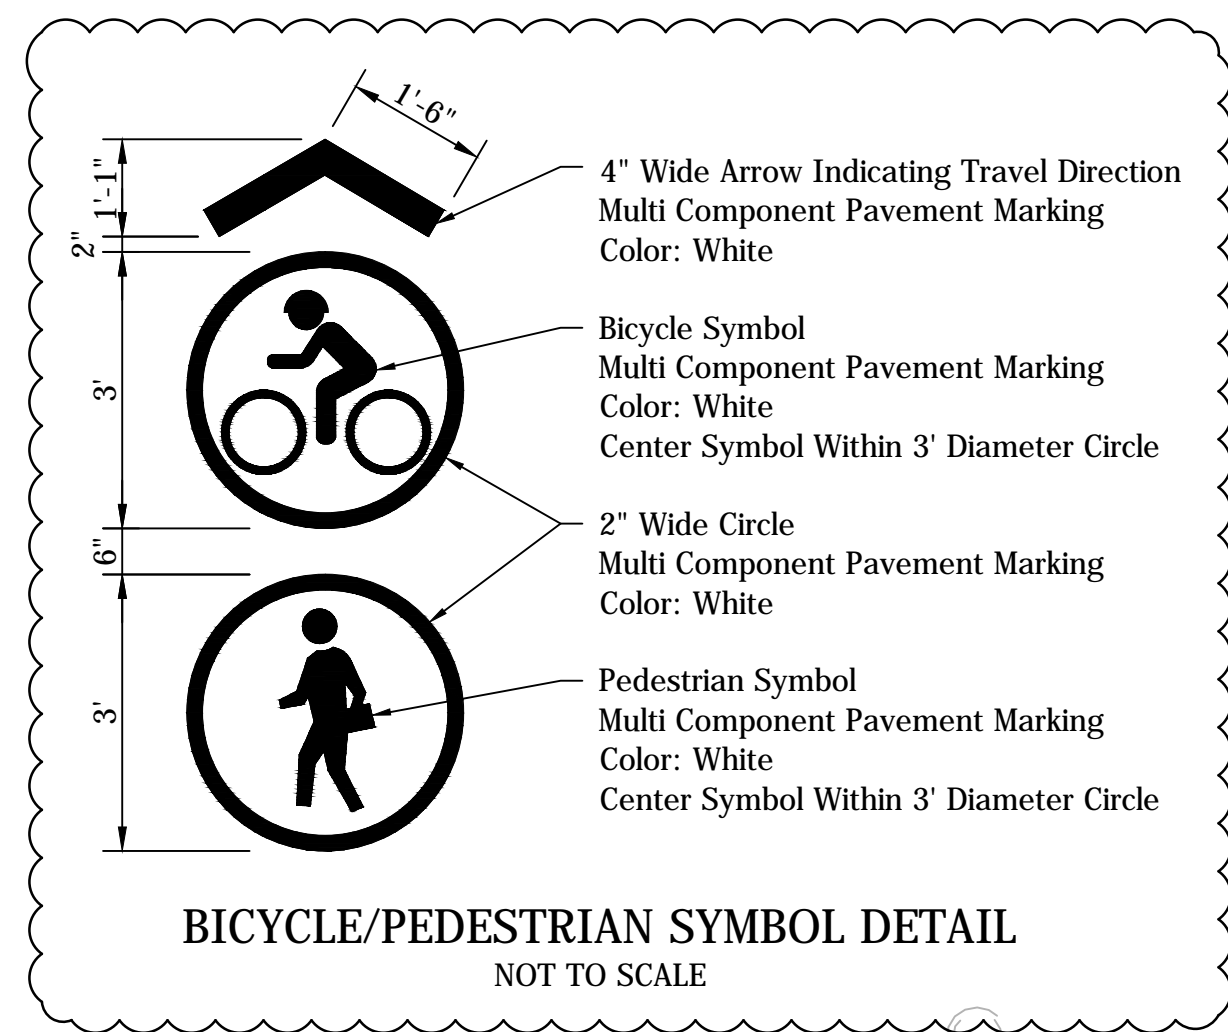 1'-6"
1'-1"
2"
3'
6"
3'
4" Wide Arrow Indicating Travel Direction
Multi Component Pavement Marking
Color: White
Bicycle Symbol
Multi Component Pavement Marking
Color: White
Center Symbol Within 3' Diameter Circle
2" Wide Circle
Multi Component Pavement Marking
Color: White
Pedestrian Symbol
Multi Component Pavement Marking
Color: White
Center Symbol Within 3' Diameter Circle
BICYCLE/PEDESTRIAN SYMBOL DETAIL
NOT TO SCALE